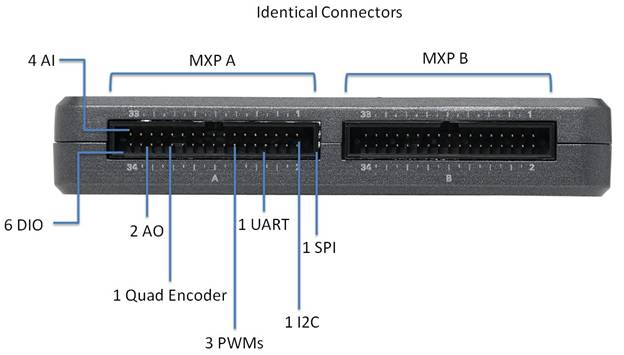 Identical Connectors
MXP A
MXP B
4 AI
33 1
33 1
34 2
34 2
A
B
6 DIO
2 AO
1 UART
1 SPI
1 Quad Encoder
1 I2C
3 PWMs